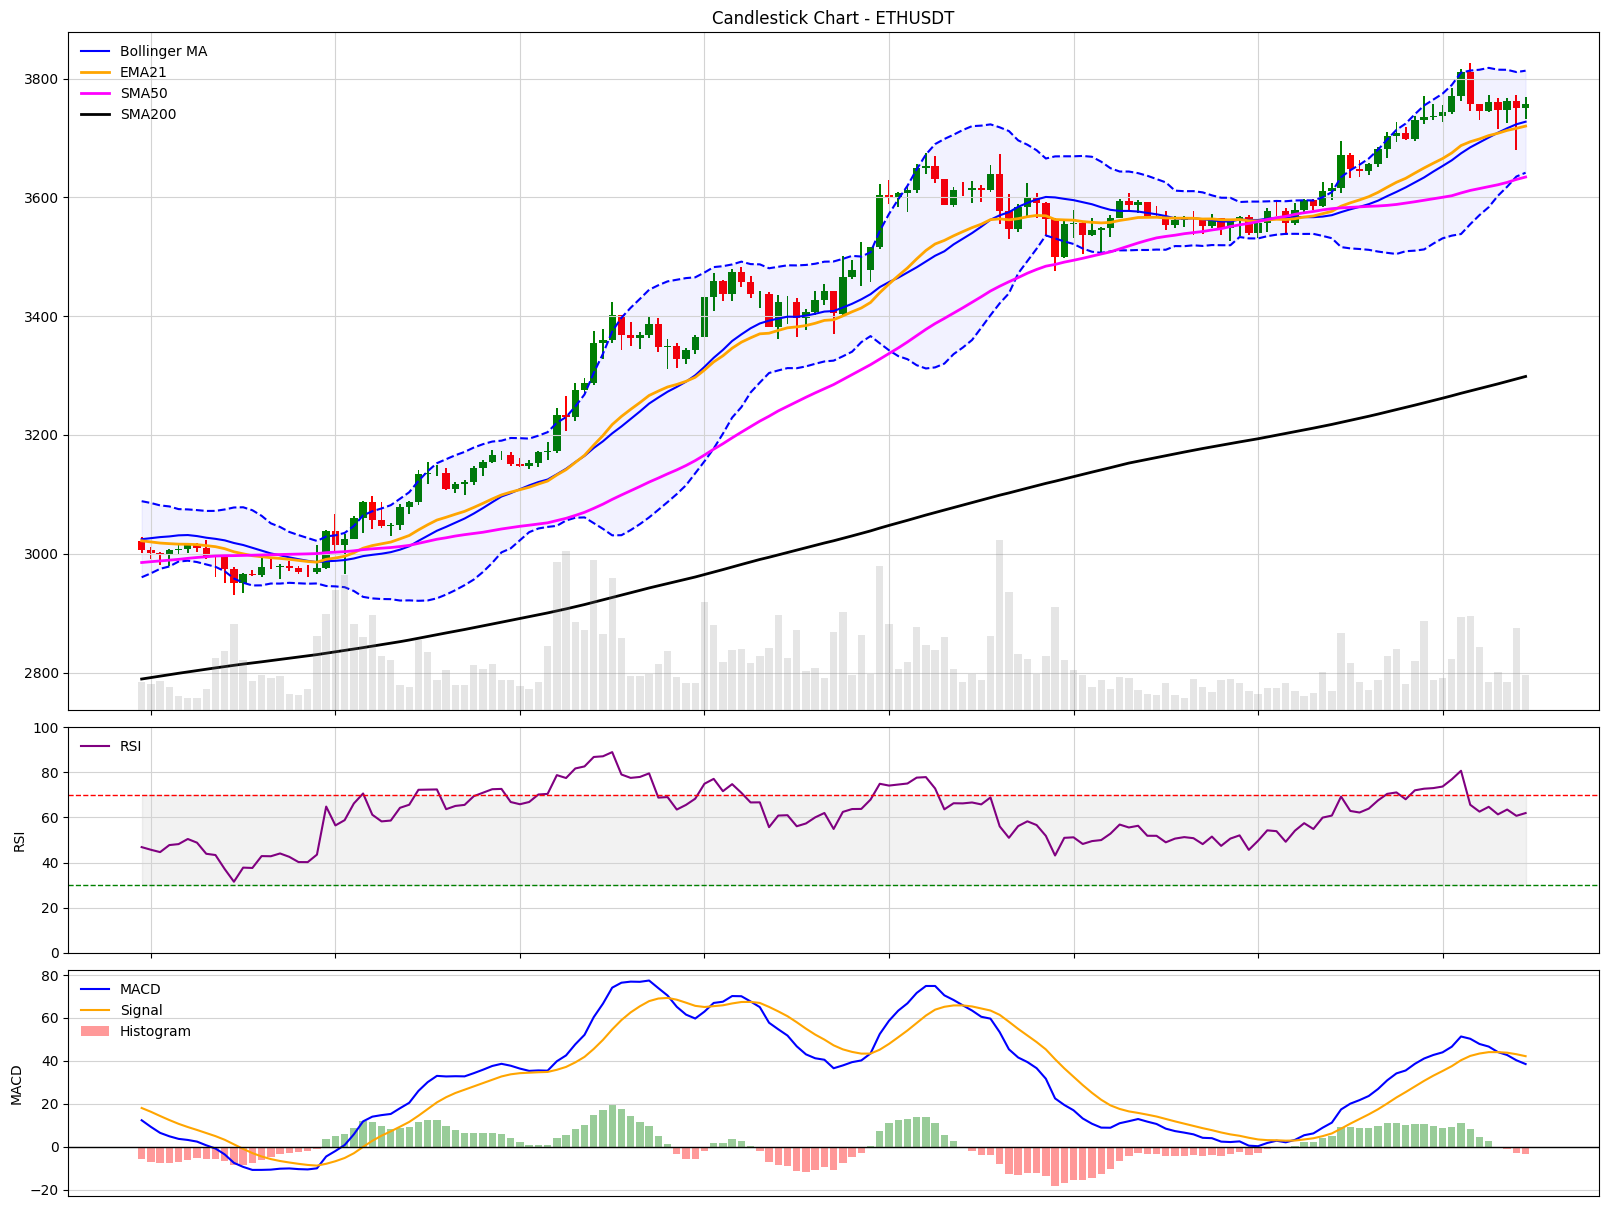 Candlestick Chart - ETHUSDT
Bollinger MA
EMA21
SMA50
SMA200
3800
3600
3400
3200
3000
2800
RSI
100
80
60
40
20
0
RSI
MACD
Signal
Histogram
80
60
40
20
0
−20
MACD